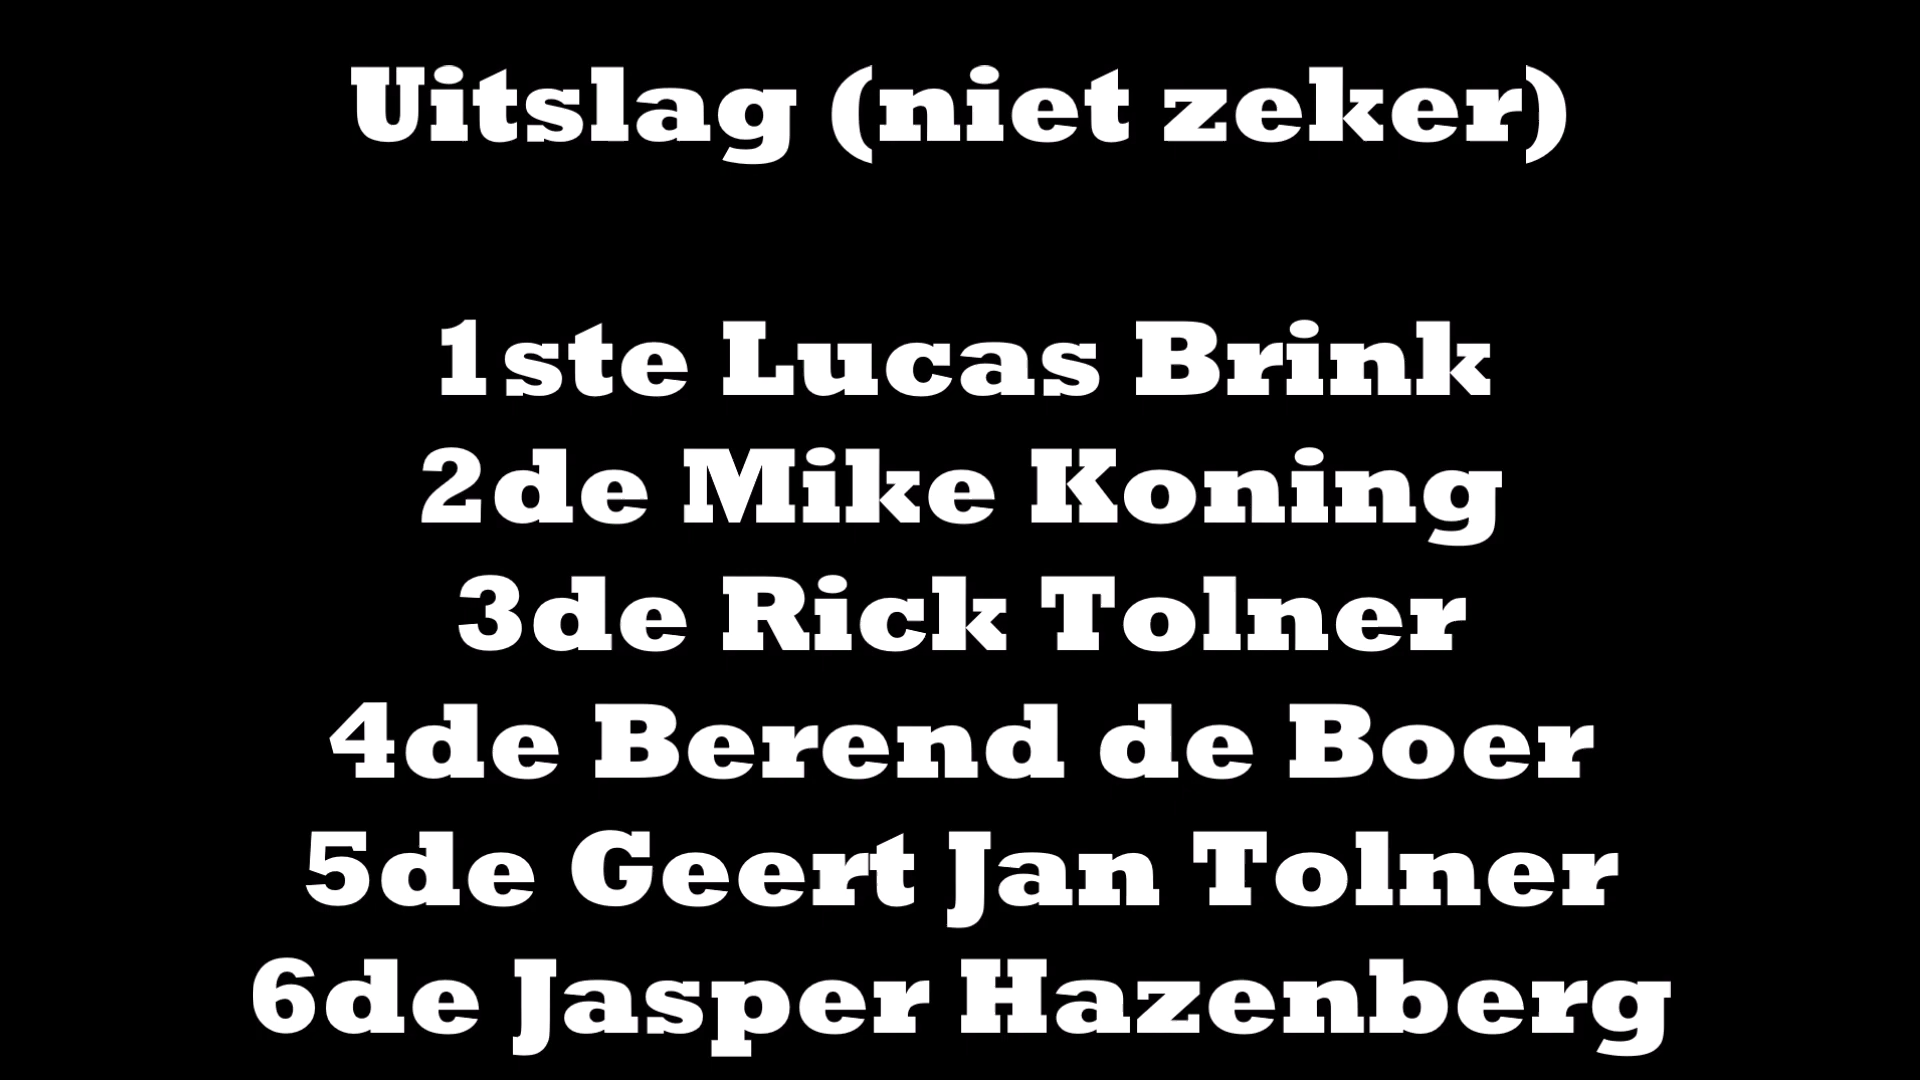 Uitslag (niet zeker)
1ste Lucas Brink
2de Mike Koning
3de Rick Tolner
4de Berend de Boer
5de Geert Jan Tolner
6de Jasper Hazenberg